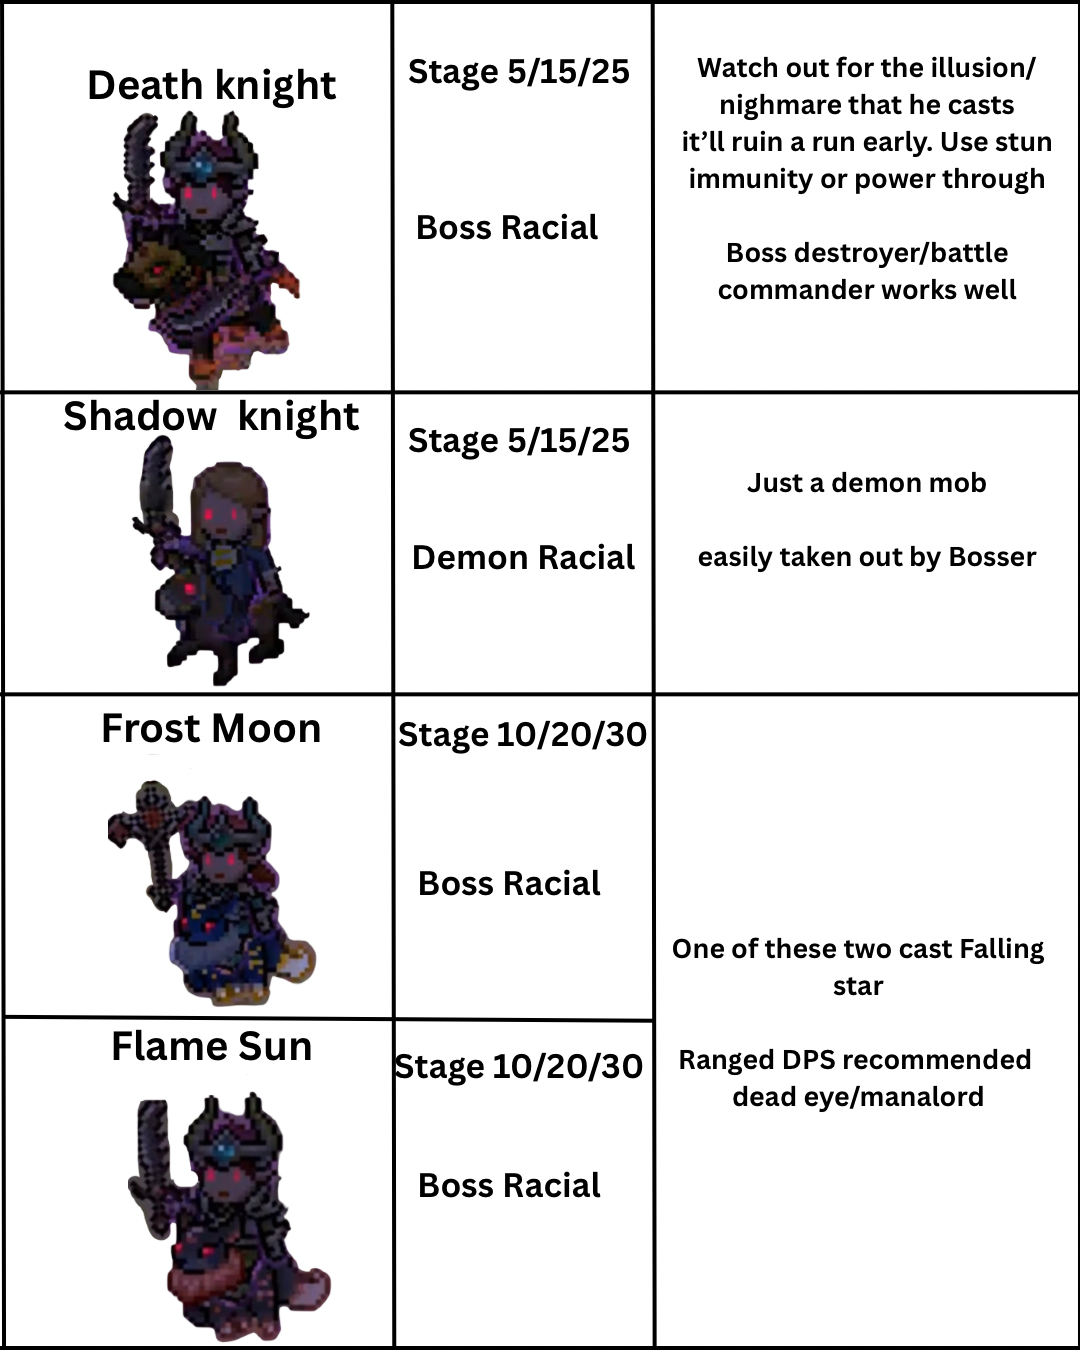 Death knight
Stage 5/15/25
Boss Racial
Watch out for the illusion/
nighmare that he casts
it’ll ruin a run early. Use stun
immunity or power through
Boss destroyer/battle
commander works well
Shadow knight
Stage 5/15/25
Demon Racial
Just a demon mob
easily taken out by Bosser
Frost Moon
Stage 10/20/30
Boss Racial
Flame Sun
Stage 10/20/30
Boss Racial
One of these two cast Falling
star
Ranged DPS recommended
dead eye/manalord